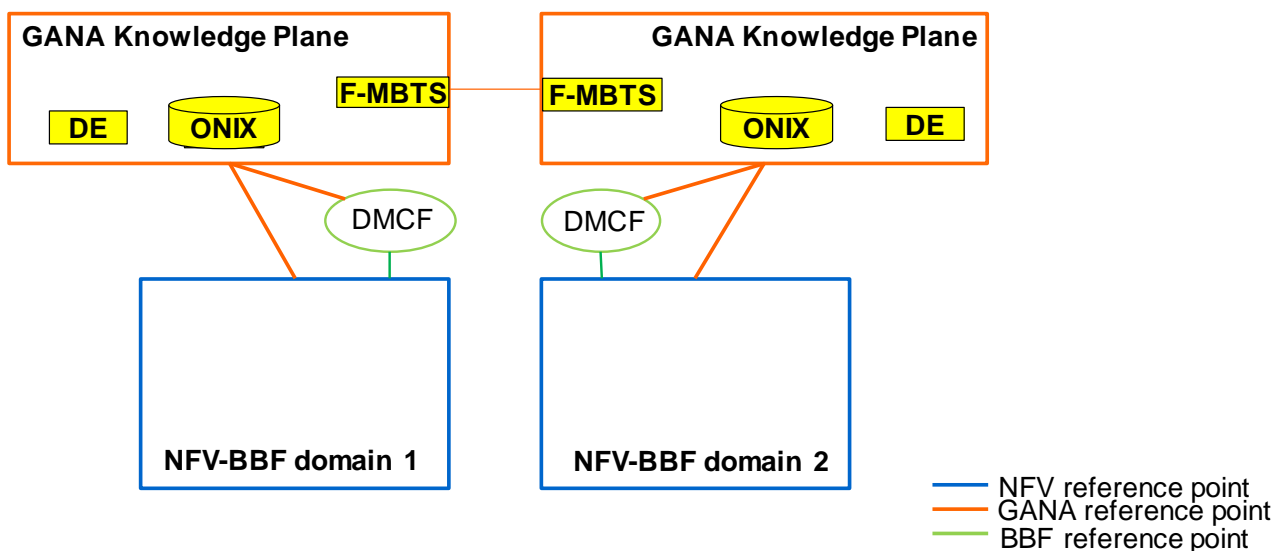 GANA Knowledge Plane
GANA Knowledge Plane
F-MBTS
F-MBTS
DE
ONIX
ONIX
DE
DMCF
DMCF
NFV-BBF domain 1
NFV-BBF domain 2
NFV reference point
GANA reference point
BBF reference point